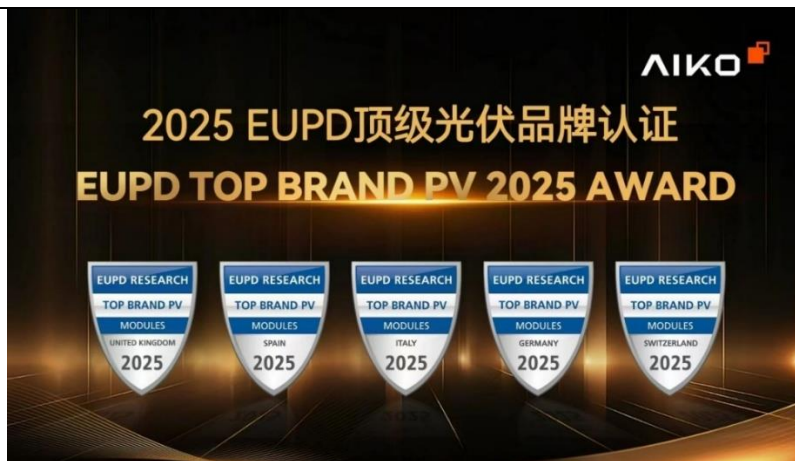 AIKO
2025 EUPD顶级光伏品牌认证
EUPD TOP BRAND PV 2025 AWARD
EUPD RESEARCH
TOP BRAND PV
MODULES
UNITED KINGDOM
2025
EUPD RESEARCH
TOP BRAND PV
MODULES
SPAIN
2025
EUPD RESEARCH
TOP BRAND PV
MODULES
ITALY
2025
EUPD RESEARCH
TOP BRAND PV
MODULES
GERMANY
2025
EUPD RESEARCH
TOP BRAND PV
MODULES
SWITZERLAND
2025